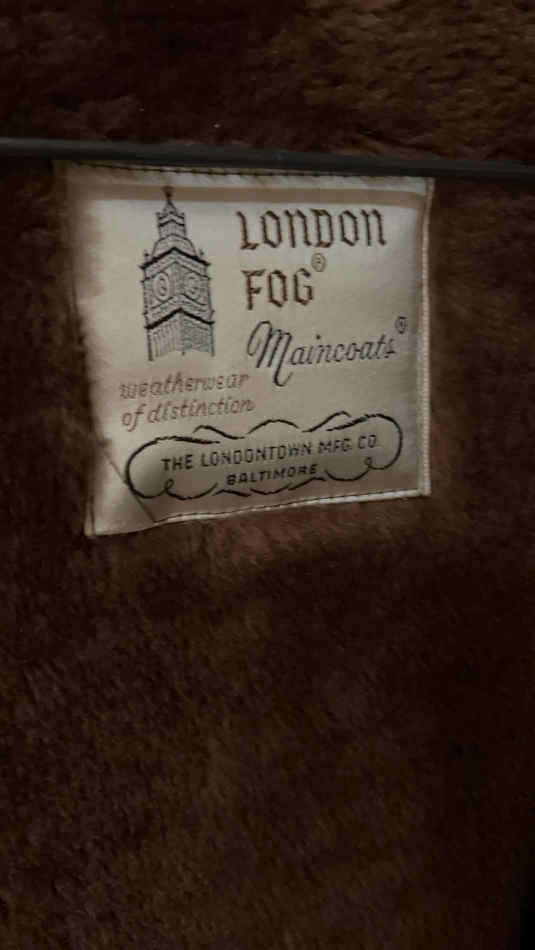 LONDON
FOG®
Maincoats®
weatherwear
of distinction
THE LONDONTOWN MFG. CO.
BALTIMORE